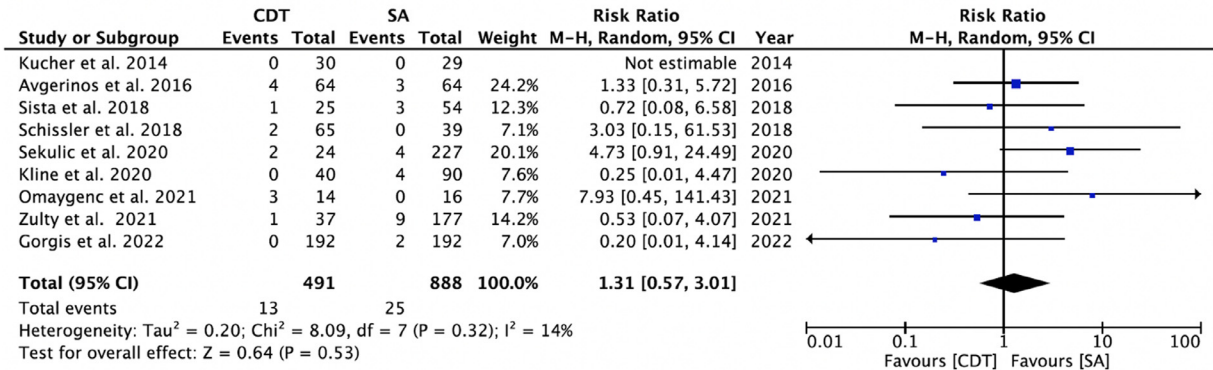 CDT SA Risk Ratio Risk Ratio
Study or Subgroup Events Total Events Total Weight M-H, Random, 95% CI Year M-H, Random, 95% CI
Kucher et al. 2014 0 30 0 29 Not estimable 2014
Avgerinos et al. 2016 4 64 3 64 24.2% 1.33 [0.31, 5.72] 2016
Sista et al. 2018 1 25 3 54 12.3% 0.72 [0.08, 6.58] 2018
Schissler et al. 2018 2 65 0 39 7.1% 3.03 [0.15, 61.53] 2018
Sekulic et al. 2020 2 24 4 227 20.1% 4.73 [0.91, 24.49] 2020
Kline et al. 2020 0 40 4 90 7.6% 0.25 [0.01, 4.47] 2020
Omaygenc et al. 2021 3 14 0 16 7.7% 7.93 [0.45, 141.43] 2021
Zulty et al. 2021 1 37 9 177 14.2% 0.53 [0.07, 4.07] 2021
Gorgis et al. 2022 0 192 2 192 7.0% 0.20 [0.01, 4.14] 2022
Total (95% CI) 491 888 100.0% 1.31 [0.57, 3.01]
Total events 13 25
Heterogeneity: Tau² = 0.20; Chi² = 8.09, df = 7 (P = 0.32); I² = 14%
Test for overall effect: Z = 0.64 (P = 0.53)
0.01 0.1 1 10 100
Favours [CDT] Favours [SA]